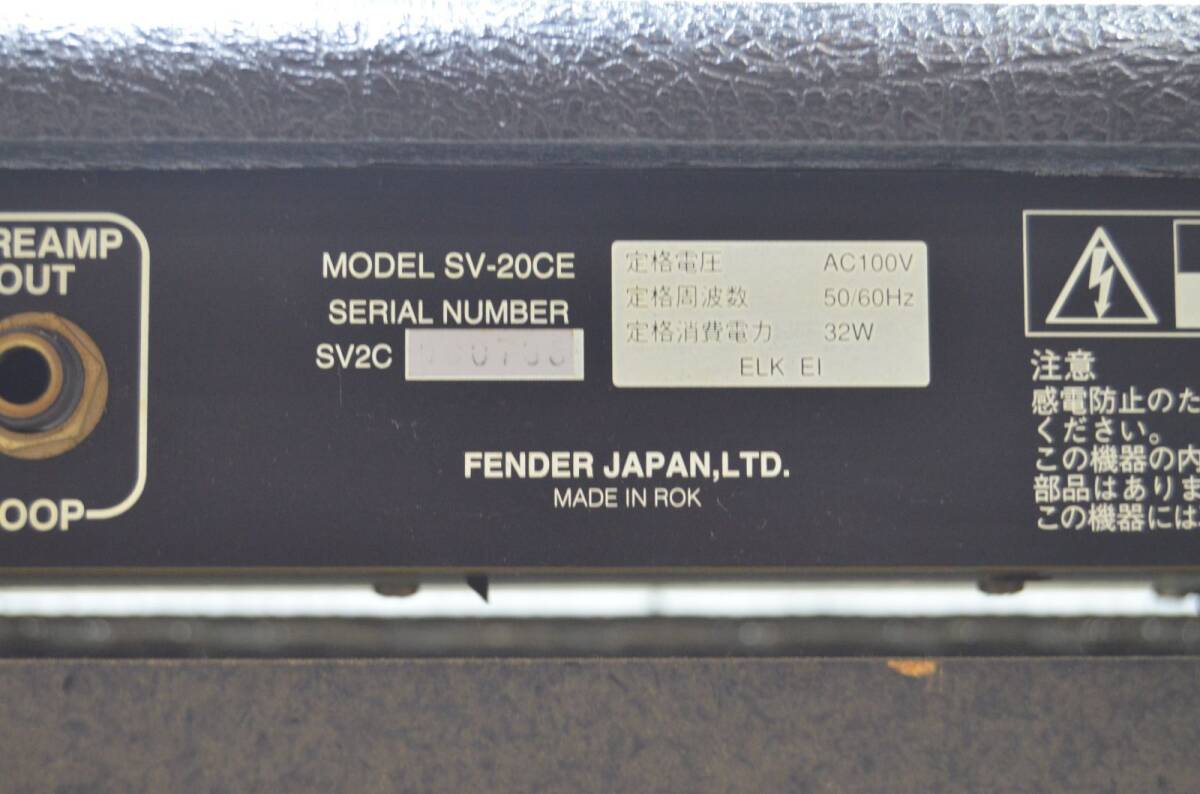 REAMP
OUT
OOP
MODEL SV-20CE
SERIAL NUMBER
SV2C
定格電圧 AC100V
定格周波数 50/60Hz
定格消費電力 32W
ELK EI
FENDER JAPAN,LTD.
MADE IN ROK
注意
感電防止のた
ください。
この機器の内
部品はありま
この機器には